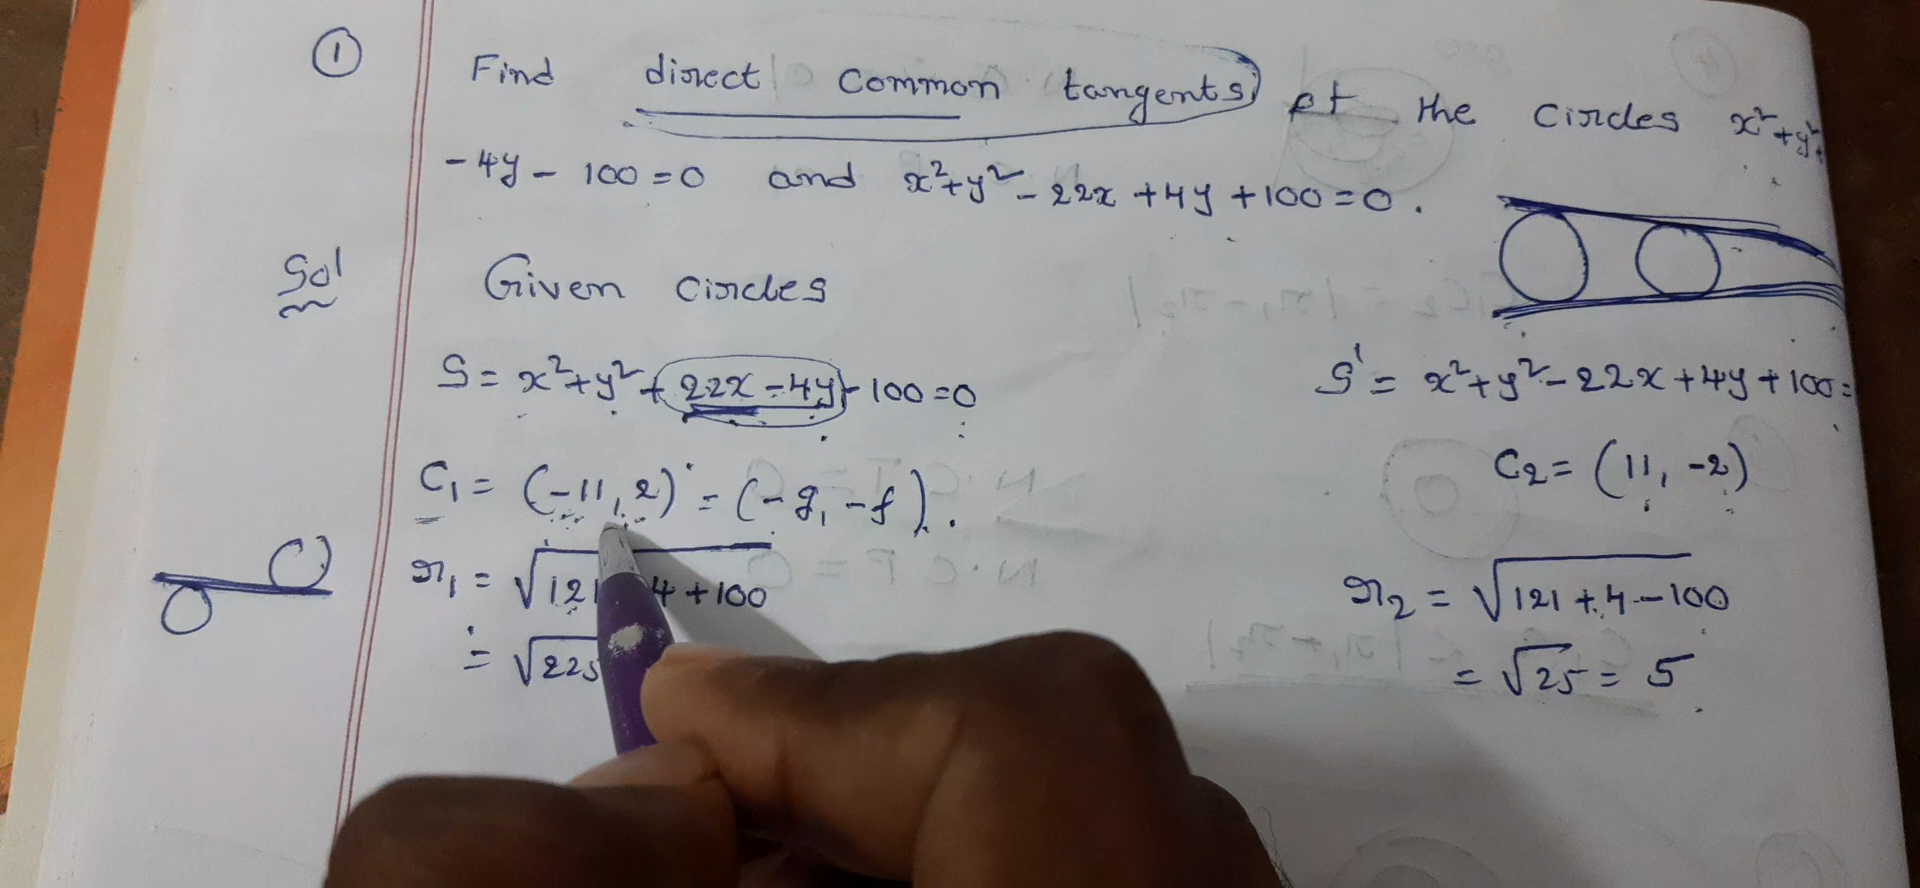 ① Find direct common tangents of the circles x²+y²+
-4y - 100 = 0 and x²+y² - 22x + 4y + 100 = 0.
Sol Given circles
S = x²+y²+22x-4y-100=0 S' = x²+y²-22x+4y+100=
C₁ = (-11, 2) = (-g, -f). C₂ = (11, -2)
r₁ = √121 4+100 r₂ = √121+4-100
= √225 = √25 = 5